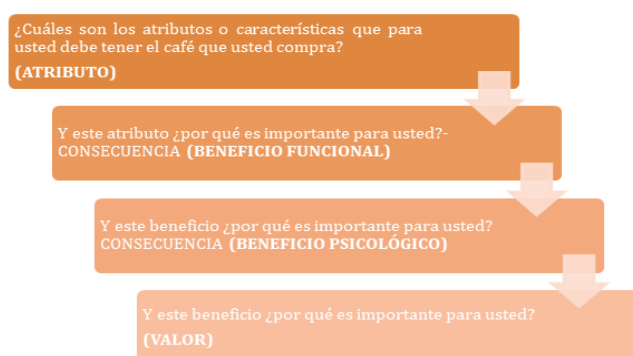 ¿Cuáles son los atributos o características que para
usted debe tener el café que usted compra?
(ATRIBUTO)
Y este atributo ¿por qué es importante para usted?-
CONSECUENCIA (BENEFICIO FUNCIONAL)
Y este beneficio ¿por qué es importante para usted?
CONSECUENCIA (BENEFICIO PSICOLÓGICO)
Y este beneficio ¿por qué es importante para usted?
(VALOR)